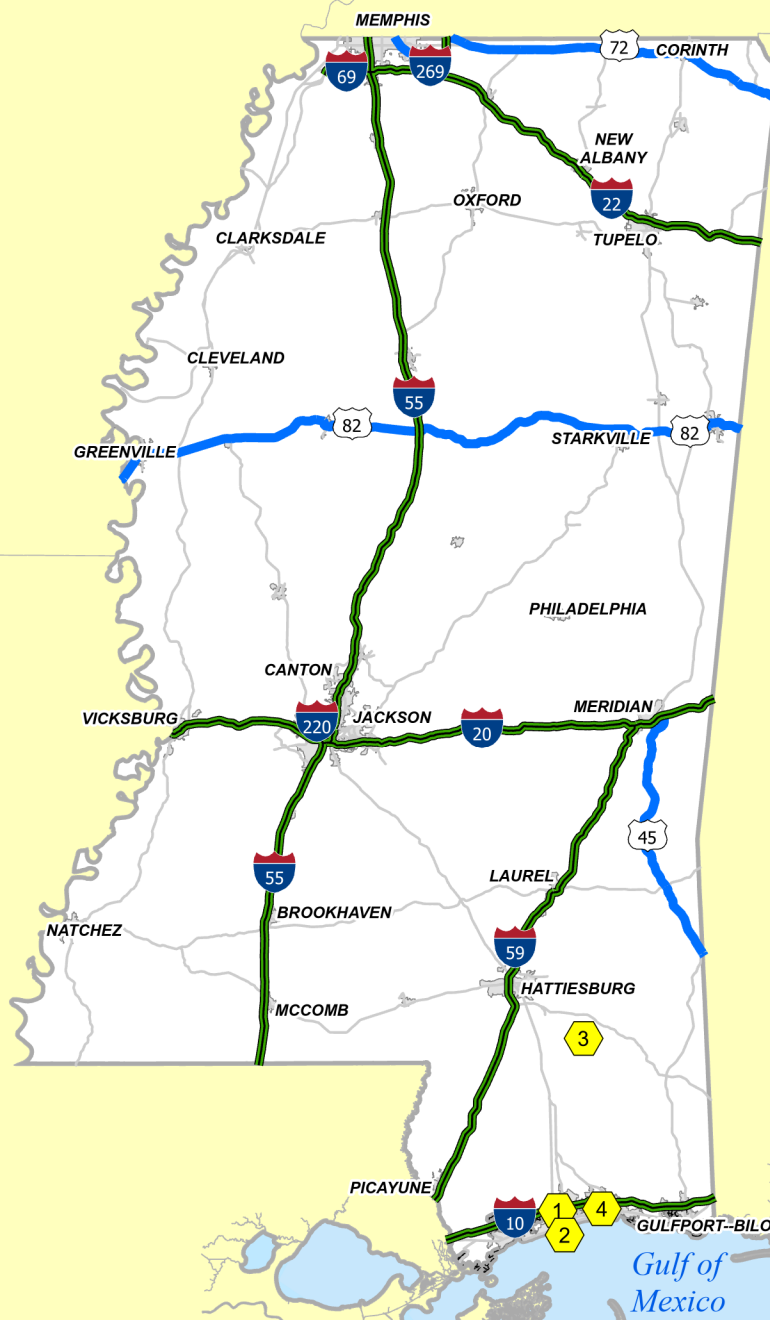 MEMPHIS
72
CORINTH
69
269
NEW
ALBANY
22
OXFORD
CLARKSDALE
TUPELO
CLEVELAND
55
82
82
STARKVILLE
GREENVILLE
PHILADELPHIA
CANTON
MERIDIAN
VICKSBURG
220
JACKSON
20
45
55
LAUREL
BROOKHAVEN
NATCHEZ
59
HATTIESBURG
MCCOMB
3
PICAYUNE
10
1
4
2
GULFPORT--BILO
Gulf of
Mexico